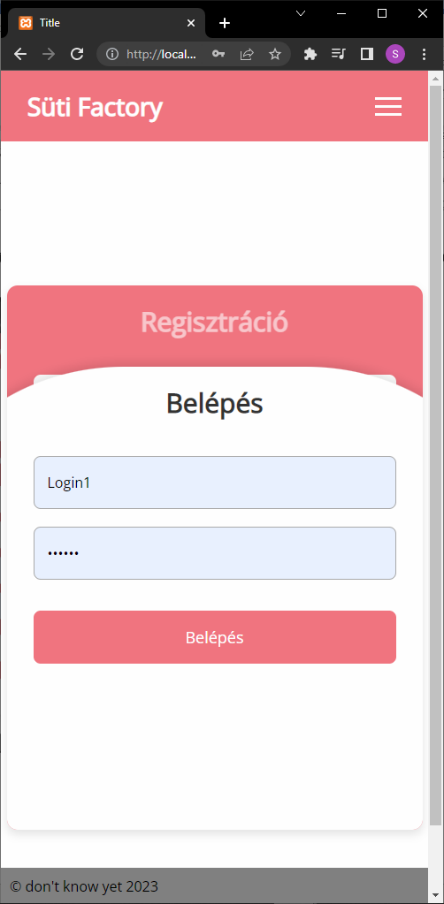 Title
http://local...
S
Süti Factory
Regisztráció
Belépés
Login1
••••••
Belépés
© don't know yet 2023